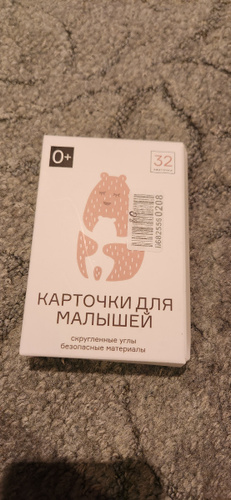 0+
32
КАРТОЧКИ ДЛЯ
МАЛЫШЕЙ
скругленные углы
безопасные материалы